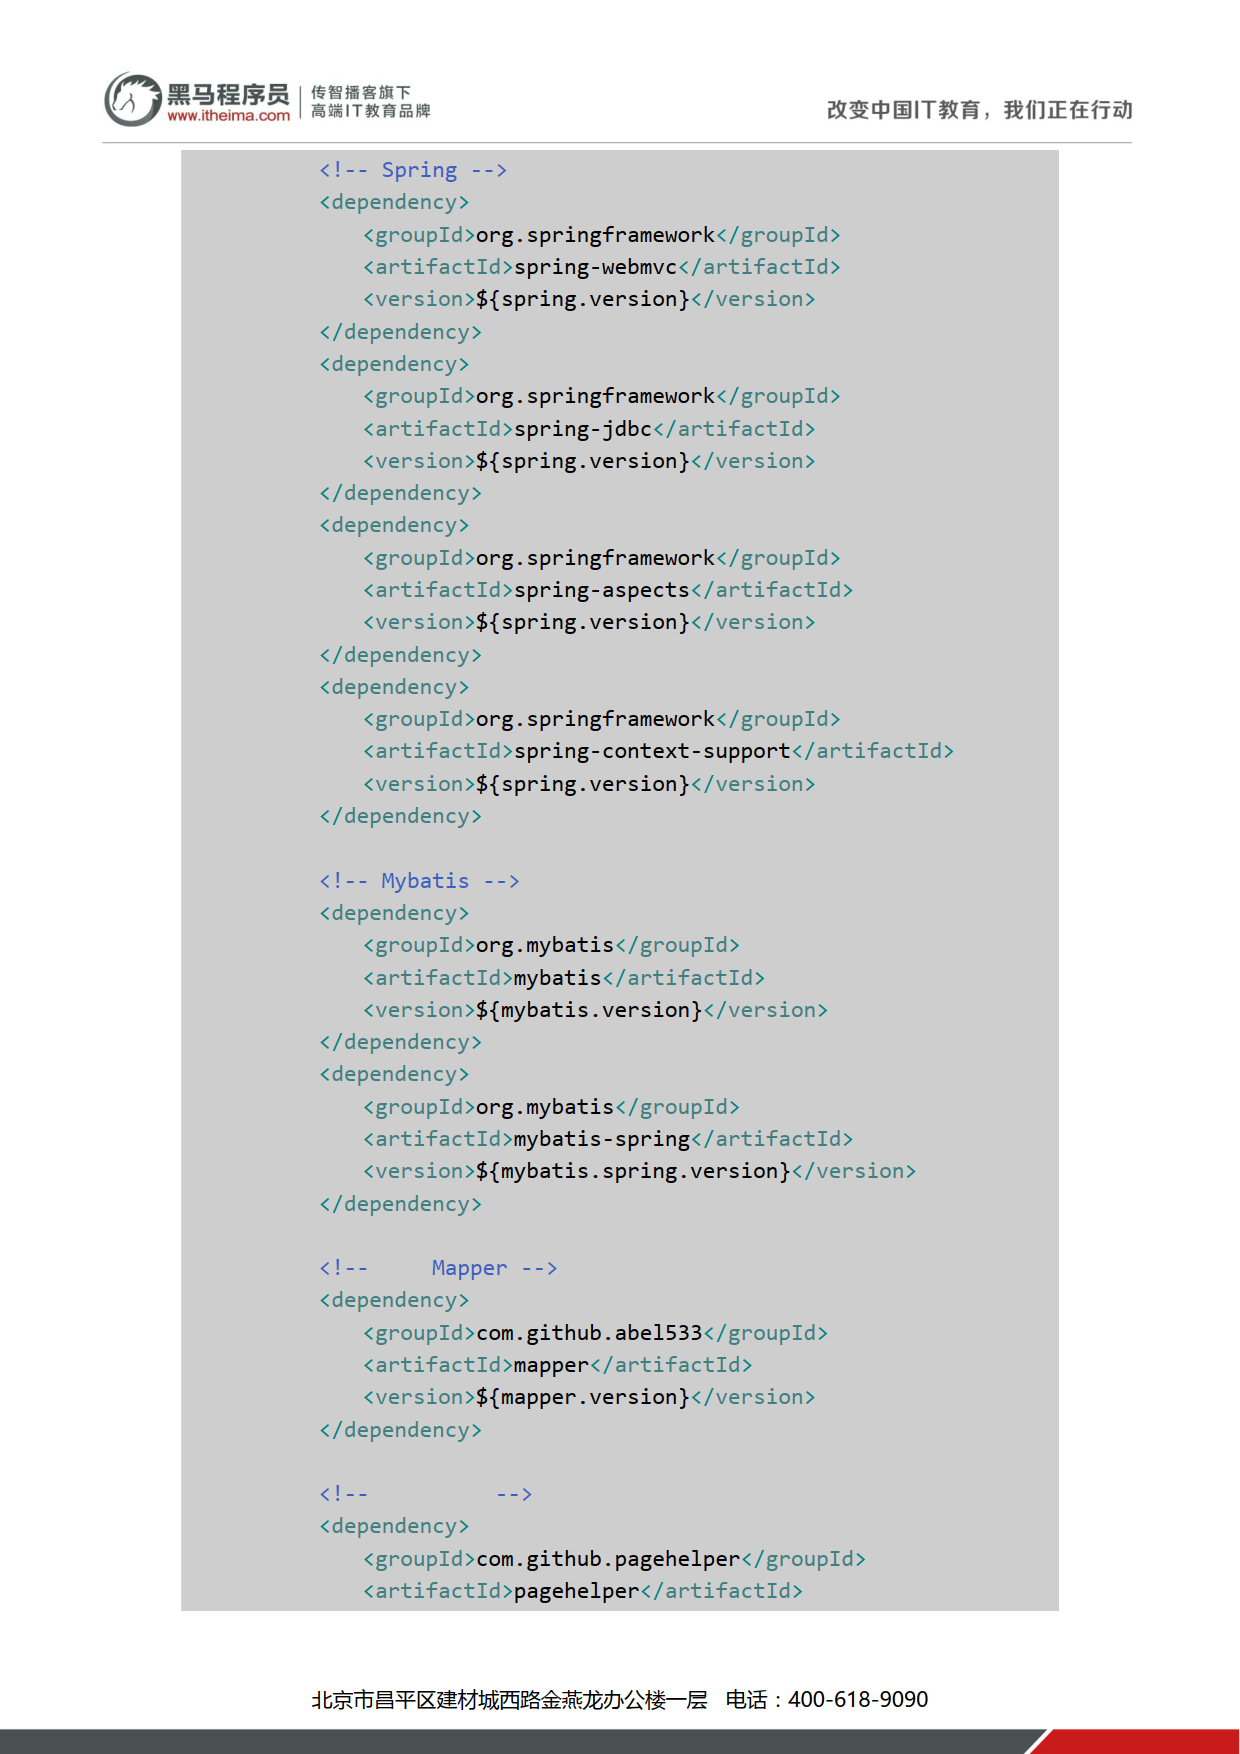 黑马程序员
www.itheima.com
传智播客旗下
高端IT教育品牌
改变中国IT教育，我们正在行动
<!-- Spring -->
<dependency>
<groupId>org.springframework</groupId>
<artifactId>spring-webmvc</artifactId>
<version>${spring.version}</version>
</dependency>
<dependency>
<groupId>org.springframework</groupId>
<artifactId>spring-jdbc</artifactId>
<version>${spring.version}</version>
</dependency>
<dependency>
<groupId>org.springframework</groupId>
<artifactId>spring-aspects</artifactId>
<version>${spring.version}</version>
</dependency>
<dependency>
<groupId>org.springframework</groupId>
<artifactId>spring-context-support</artifactId>
<version>${spring.version}</version>
</dependency>
<!-- Mybatis -->
<dependency>
<groupId>org.mybatis</groupId>
<artifactId>mybatis</artifactId>
<version>${mybatis.version}</version>
</dependency>
<dependency>
<groupId>org.mybatis</groupId>
<artifactId>mybatis-spring</artifactId>
<version>${mybatis.spring.version}</version>
</dependency>
<!-- Mapper -->
<dependency>
<groupId>com.github.abel533</groupId>
<artifactId>mapper</artifactId>
<version>${mapper.version}</version>
</dependency>
<!-- -->
<dependency>
<groupId>com.github.pagehelper</groupId>
<artifactId>pagehelper</artifactId>
北京市昌平区建材城西路金燕龙办公楼一层 电话：400-618-9090